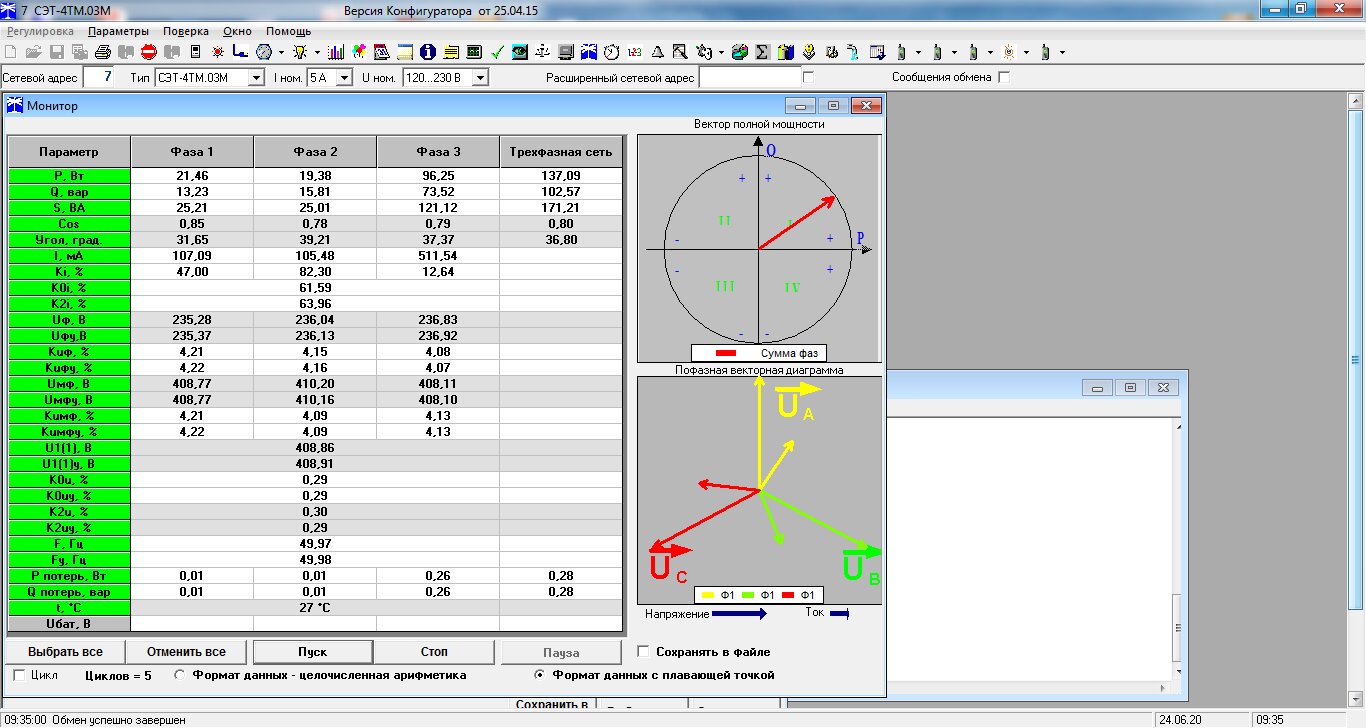 7 СЭТ-4ТМ.03М Версия Конфигуратора от 25.04.15
Регулировка Параметры Поверка Окно Помощь
Сетевой адрес 7 Тип СЭТ-4ТМ.03М I ном. 5 А U ном. 120...230 В Расширенный сетевой адрес Сообщения обмена
Монитор
Параметр Фаза 1 Фаза 2 Фаза 3 Трехфазная сеть
P, Вт 21,46 19,38 96,25 137,09
Q, вар 13,23 15,81 73,52 102,57
S, ВА 25,21 25,01 121,12 171,21
Cos 0,85 0,78 0,79 0,80
Угол, град. 31,65 39,21 37,37 36,80
I, мА 107,09 105,48 511,54
Ki, % 47,00 82,30 12,64
K0i, % 61,59
K2i, % 63,96
Uф, В 235,28 236,04 236,83
Uфу,В 235,37 236,13 236,92
Kuф, % 4,21 4,15 4,08
Kuфу, % 4,22 4,16 4,07
Uмф, В 408,77 410,20 408,11
Uмфу, В 408,77 410,16 408,10
Kuмф, % 4,21 4,09 4,13
Kuмфу, % 4,22 4,09 4,13
U1(1), В 408,86
U1(1)у, В 408,91
K0u, % 0,29
K0uy, % 0,29
K2u, % 0,30
K2uy, % 0,29
F, Гц 49,97
Fy, Гц 49,98
P потерь, Вт 0,01 0,01 0,26 0,28
Q потерь, вар 0,01 0,01 0,26 0,28
t, °C 27 °C
Uбат, В
Вектор полной мощности
Q
+ +
II I
- + P
- +
III IV
- -
Сумма фаз
Пофазная векторная диаграмма
U A
U C
U B
Ф1 Ф1 Ф1
Напряжение Ток
Выбрать все Отменить все Пуск Стоп Пауза Сохранять в файле
Цикл Циклов = 5 Формат данных - целочисленная арифметика Формат данных с плавающей точкой
Сохранить в
09:35:00 Обмен успешно завершен 24.06.20 09:35